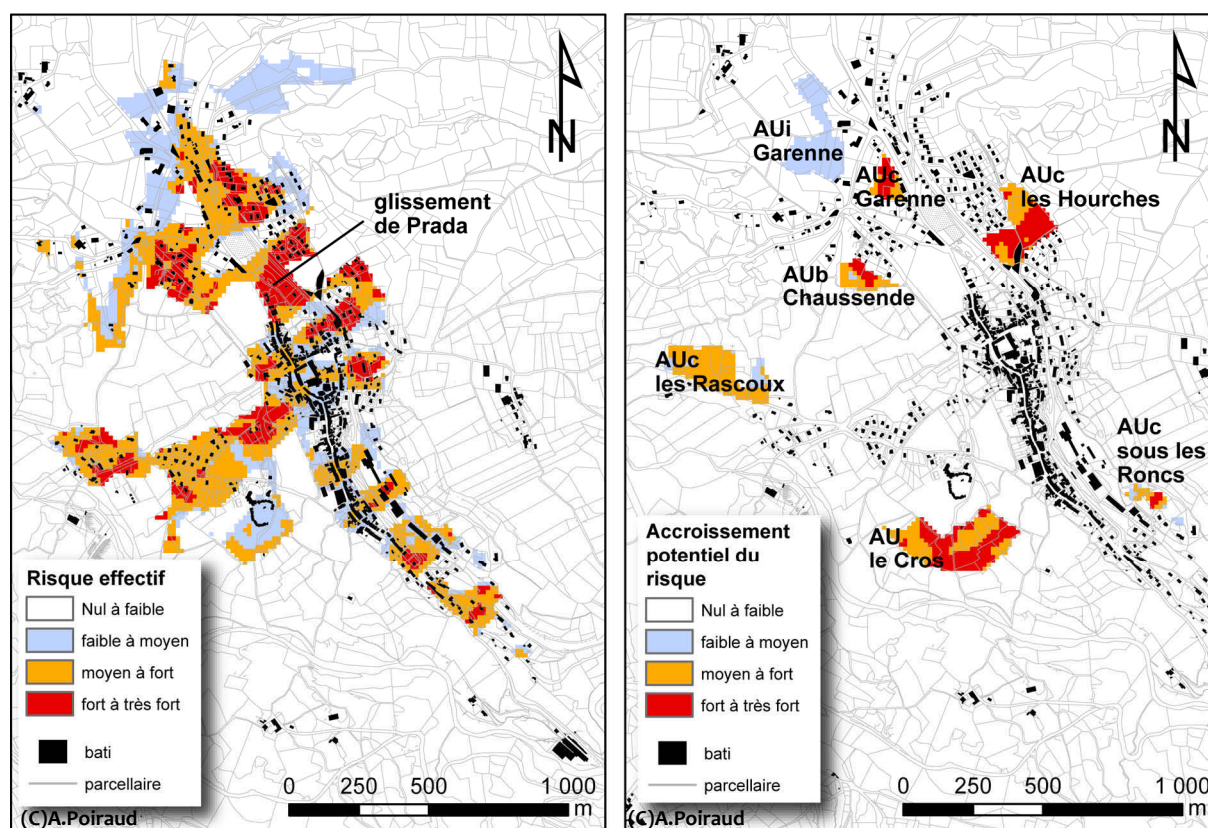 N
glissement
de Prada
Risque effectif
Nul à faible
faible à moyen
moyen à fort
fort à très fort
bati
parcellaire
0 250 500 1 000
m
(C)A.Poiraud
N
AUi
Garenne
AUc
Garenne
AUc
les Hourches
AUb
Chaussende
AUc
les Rascoux
AUc
sous les
Roncs
AU
le Cros
Accroissement
potentiel du
risque
Nul à faible
faible à moyen
moyen à fort
fort à très fort
bati
parcellaire
0 250 500 1 000
m
(C)A.Poiraud